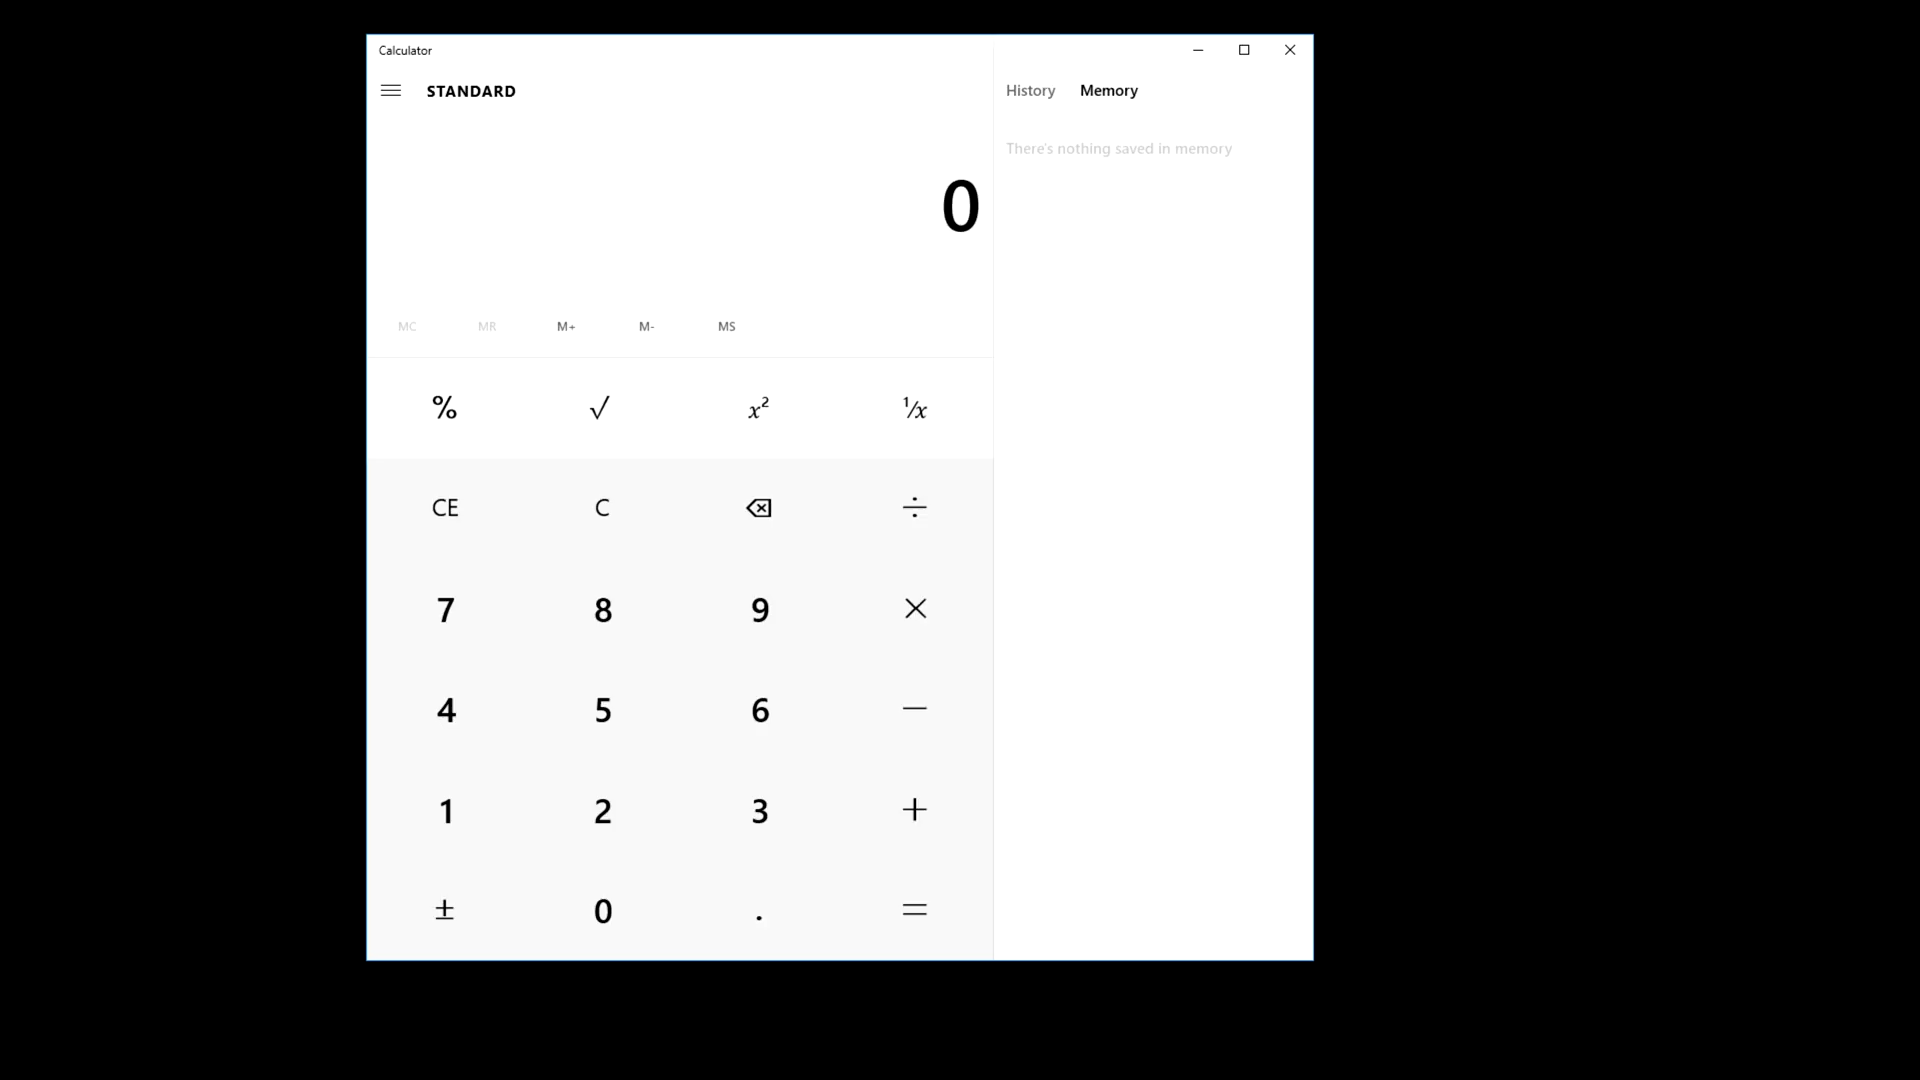 Calculator
STANDARD
History Memory
There's nothing saved in memory
0
MC MR M+ M- MS
% √ x² ¹/x
CE C ÷
7 8 9 ×
4 5 6 −
1 2 3 +
± 0 . =